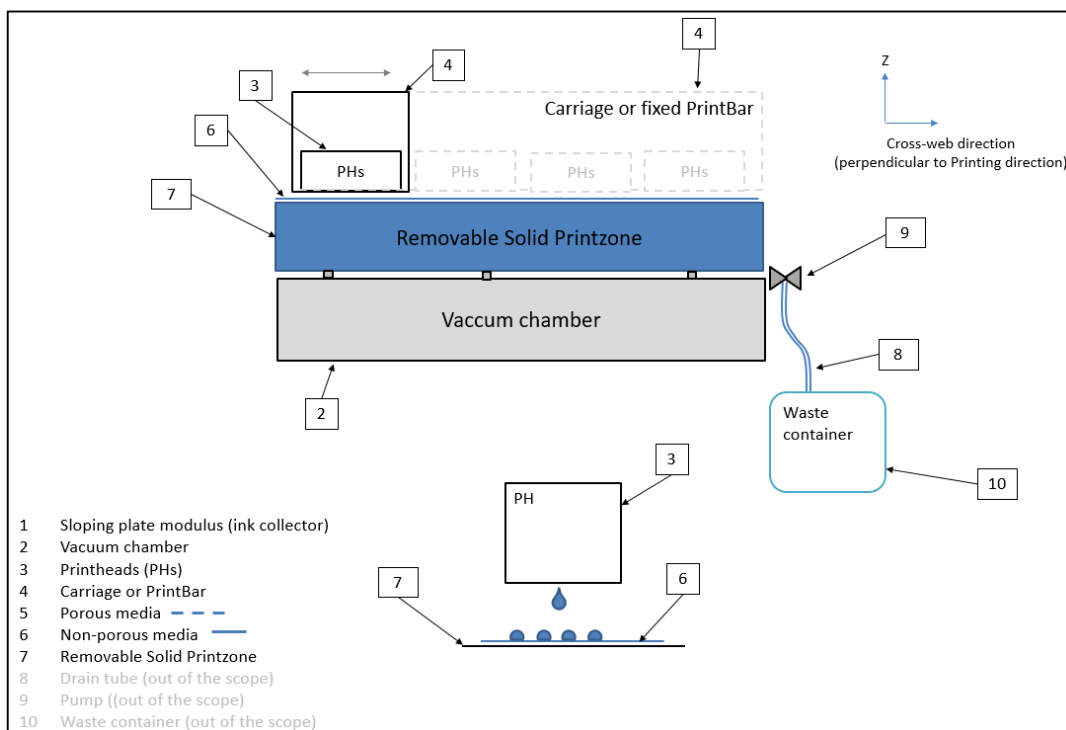 4
4
3
Z
Carriage or fixed PrintBar
6
Cross-web direction
(perpendicular to Printing direction)
PHs
PHs
PHs
PHs
7
Removable Solid Printzone
9
Vaccum chamber
8
2
Waste
container
3
10
PH
7
6
1 Sloping plate modulus (ink collector)
2 Vacuum chamber
3 Printheads (PHs)
4 Carriage or PrintBar
5 Porous media
6 Non-porous media
7 Removable Solid Printzone
8 Drain tube (out of the scope)
9 Pump ((out of the scope)
10 Waste container (out of the scope)